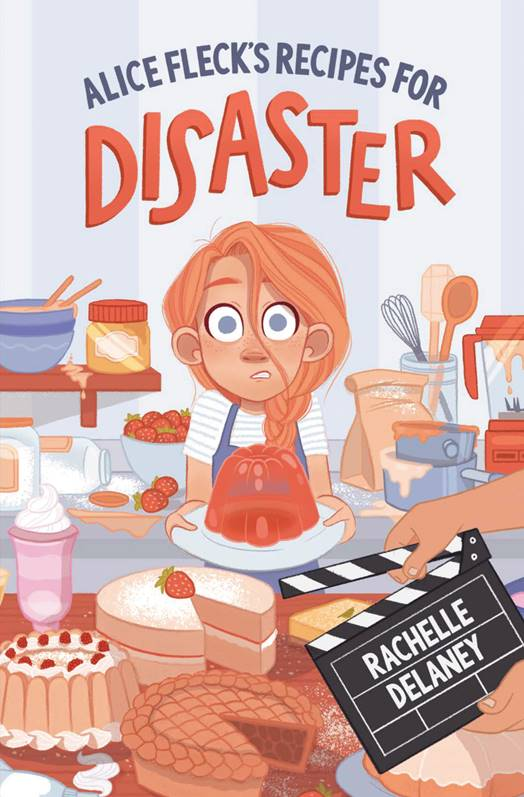 ALICE FLECK'S RECIPES FOR
DISASTER
RACHELLE
DELANEY